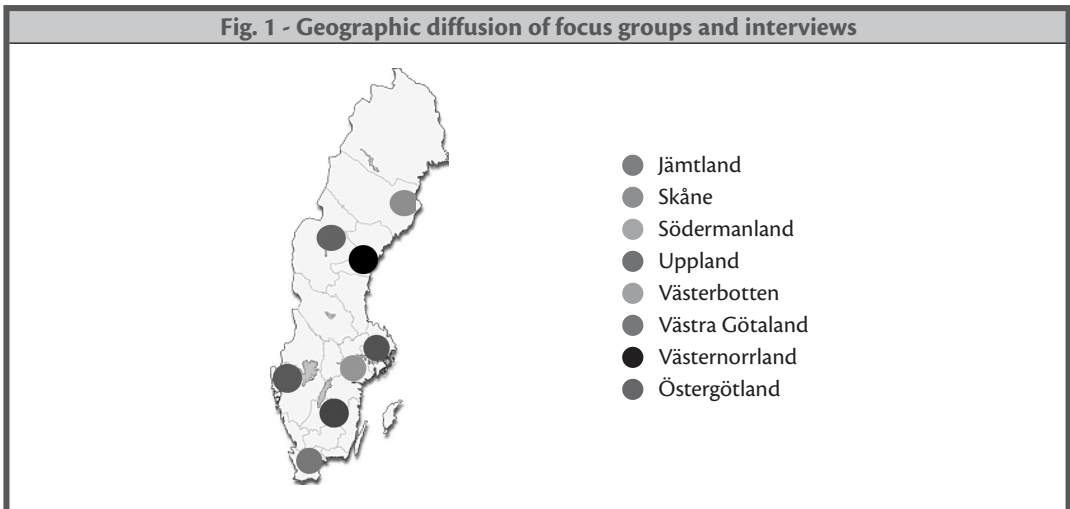 Fig. 1 - Geographic diffusion of focus groups and interviews
Jämtland
Skåne
Södermanland
Uppland
Västerbotten
Västra Götaland
Västernorrland
Östergötland